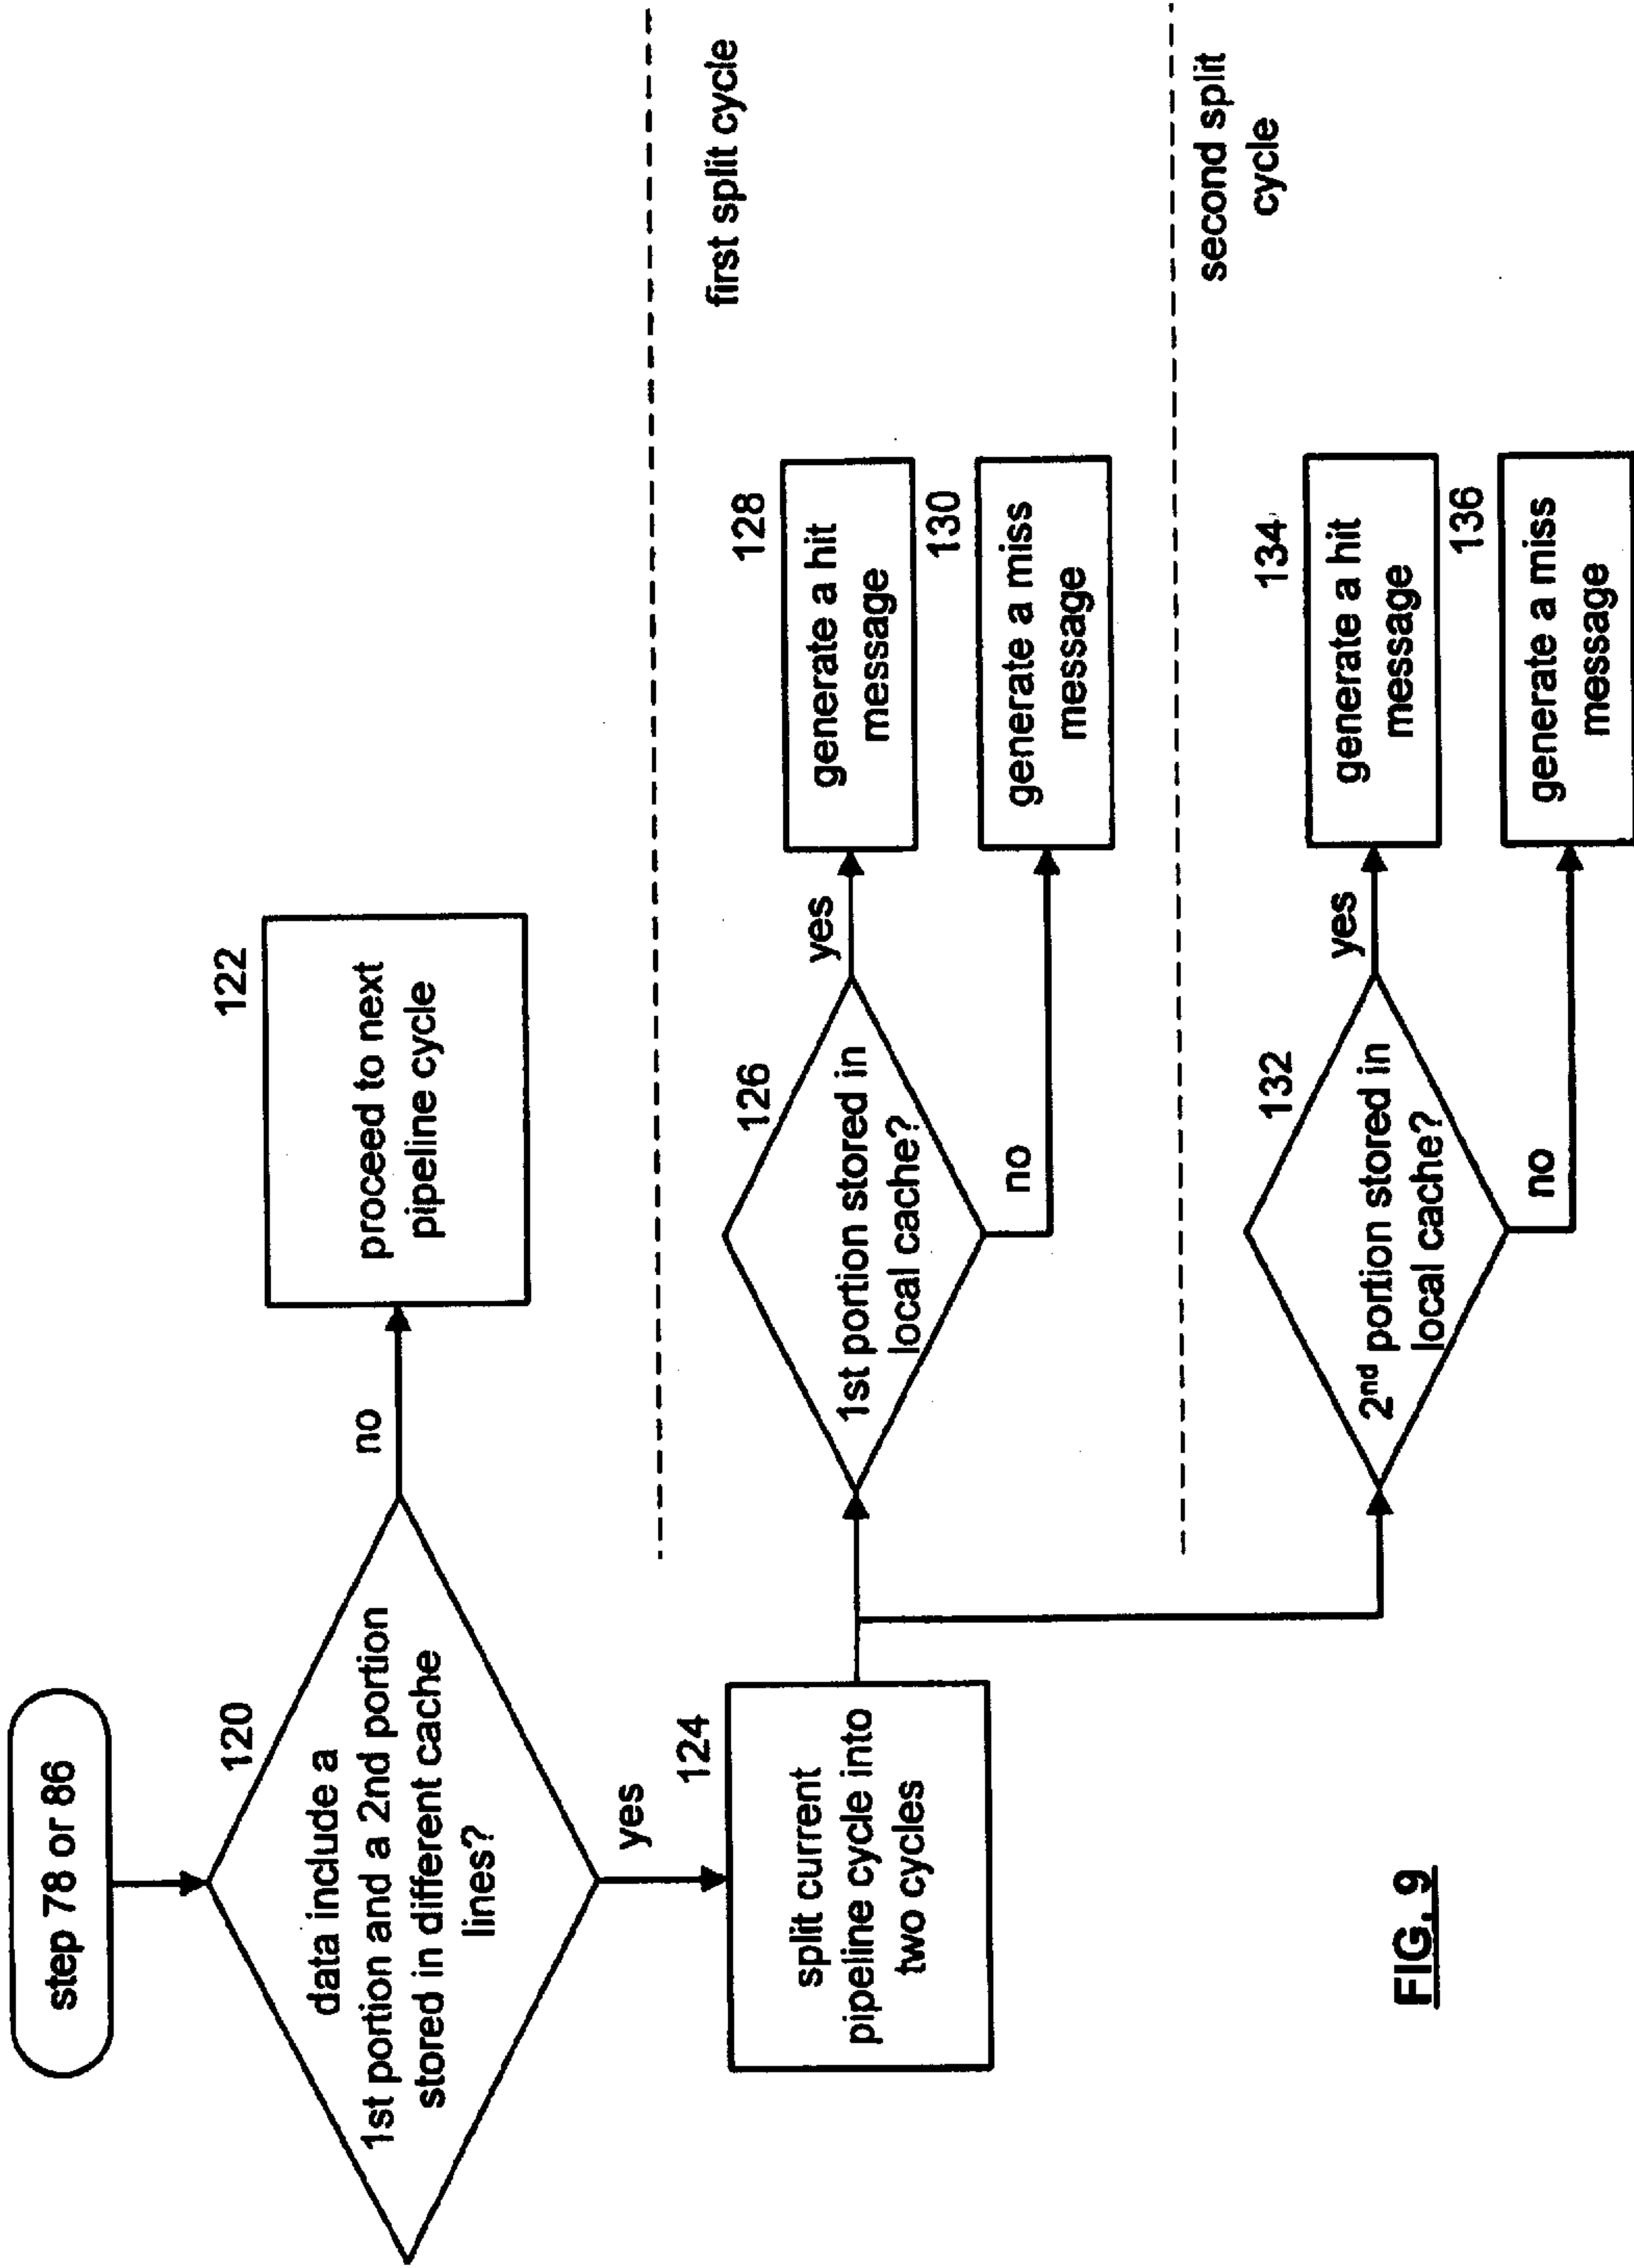 step 78 or 86
120
data include a
1st portion and a 2nd portion
stored in different cache
lines?
no
122
proceed to next
pipeline cycle
yes
124
split current
pipeline cycle into
two cycles
first split cycle
126
1st portion stored in
local cache?
yes
128
generate a hit
message
no
130
generate a miss
message
second split
cycle
132
2nd portion stored in
local cache?
yes
134
generate a hit
message
no
136
generate a miss
message
FIG. 9